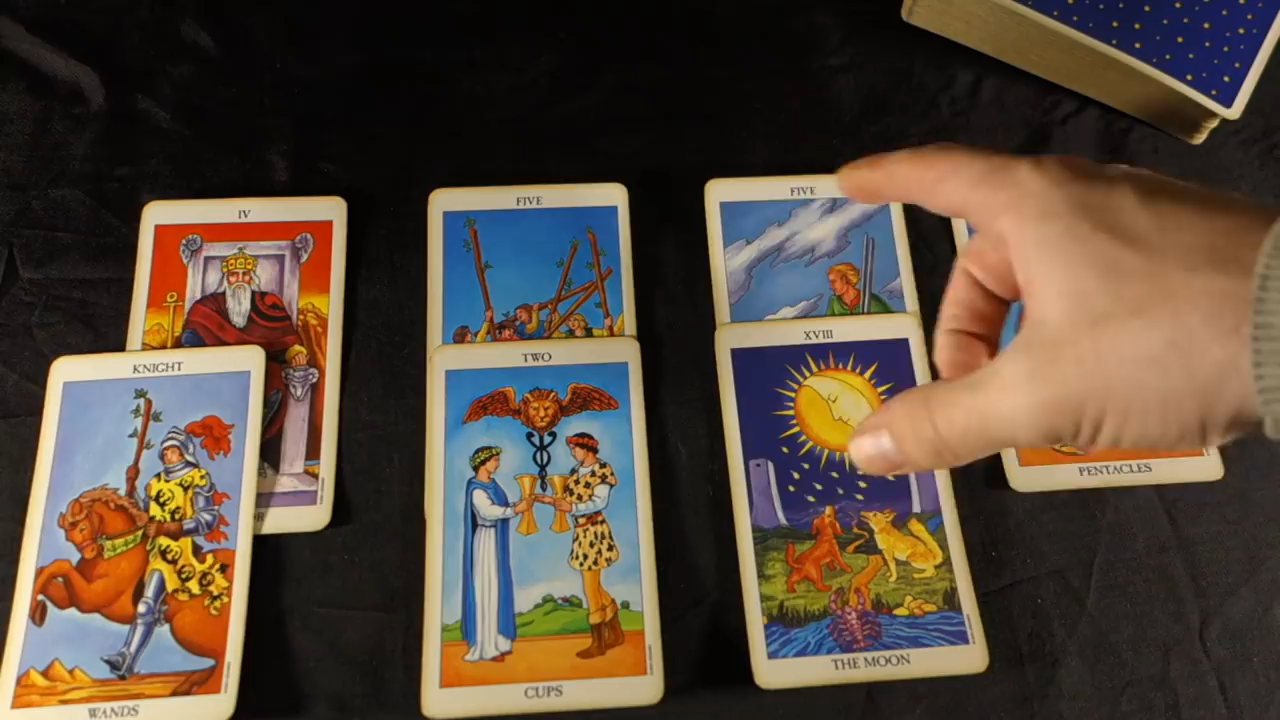 IV
FIVE
FIVE
KNIGHT
TWO
XVIII
PENTACLES
THE MOON
CUPS
WANDS